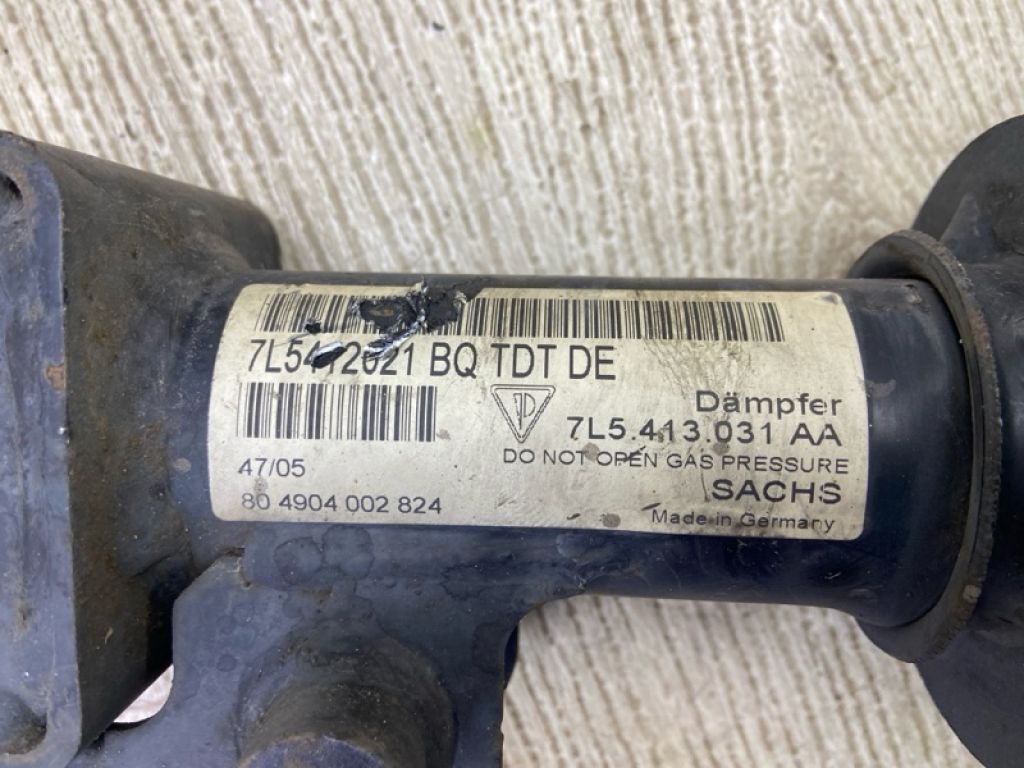 7L5412021 BQ TDT DE
Dämpfer
7L5.413.031 AA
DO NOT OPEN GAS PRESSURE
47/05
SACHS
80 4904 002 824
Made in Germany